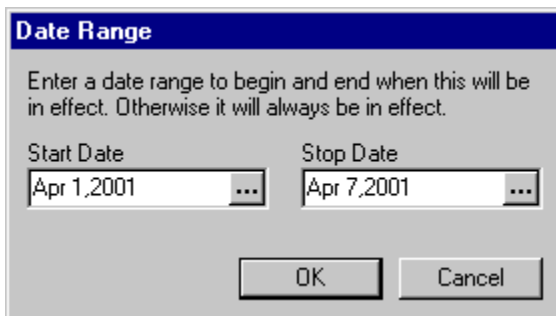 Date Range
Enter a date range to begin and end when this will be
in effect. Otherwise it will always be in effect.
Start Date Stop Date
Apr 1,2001 ... Apr 7,2001 ...
OK Cancel